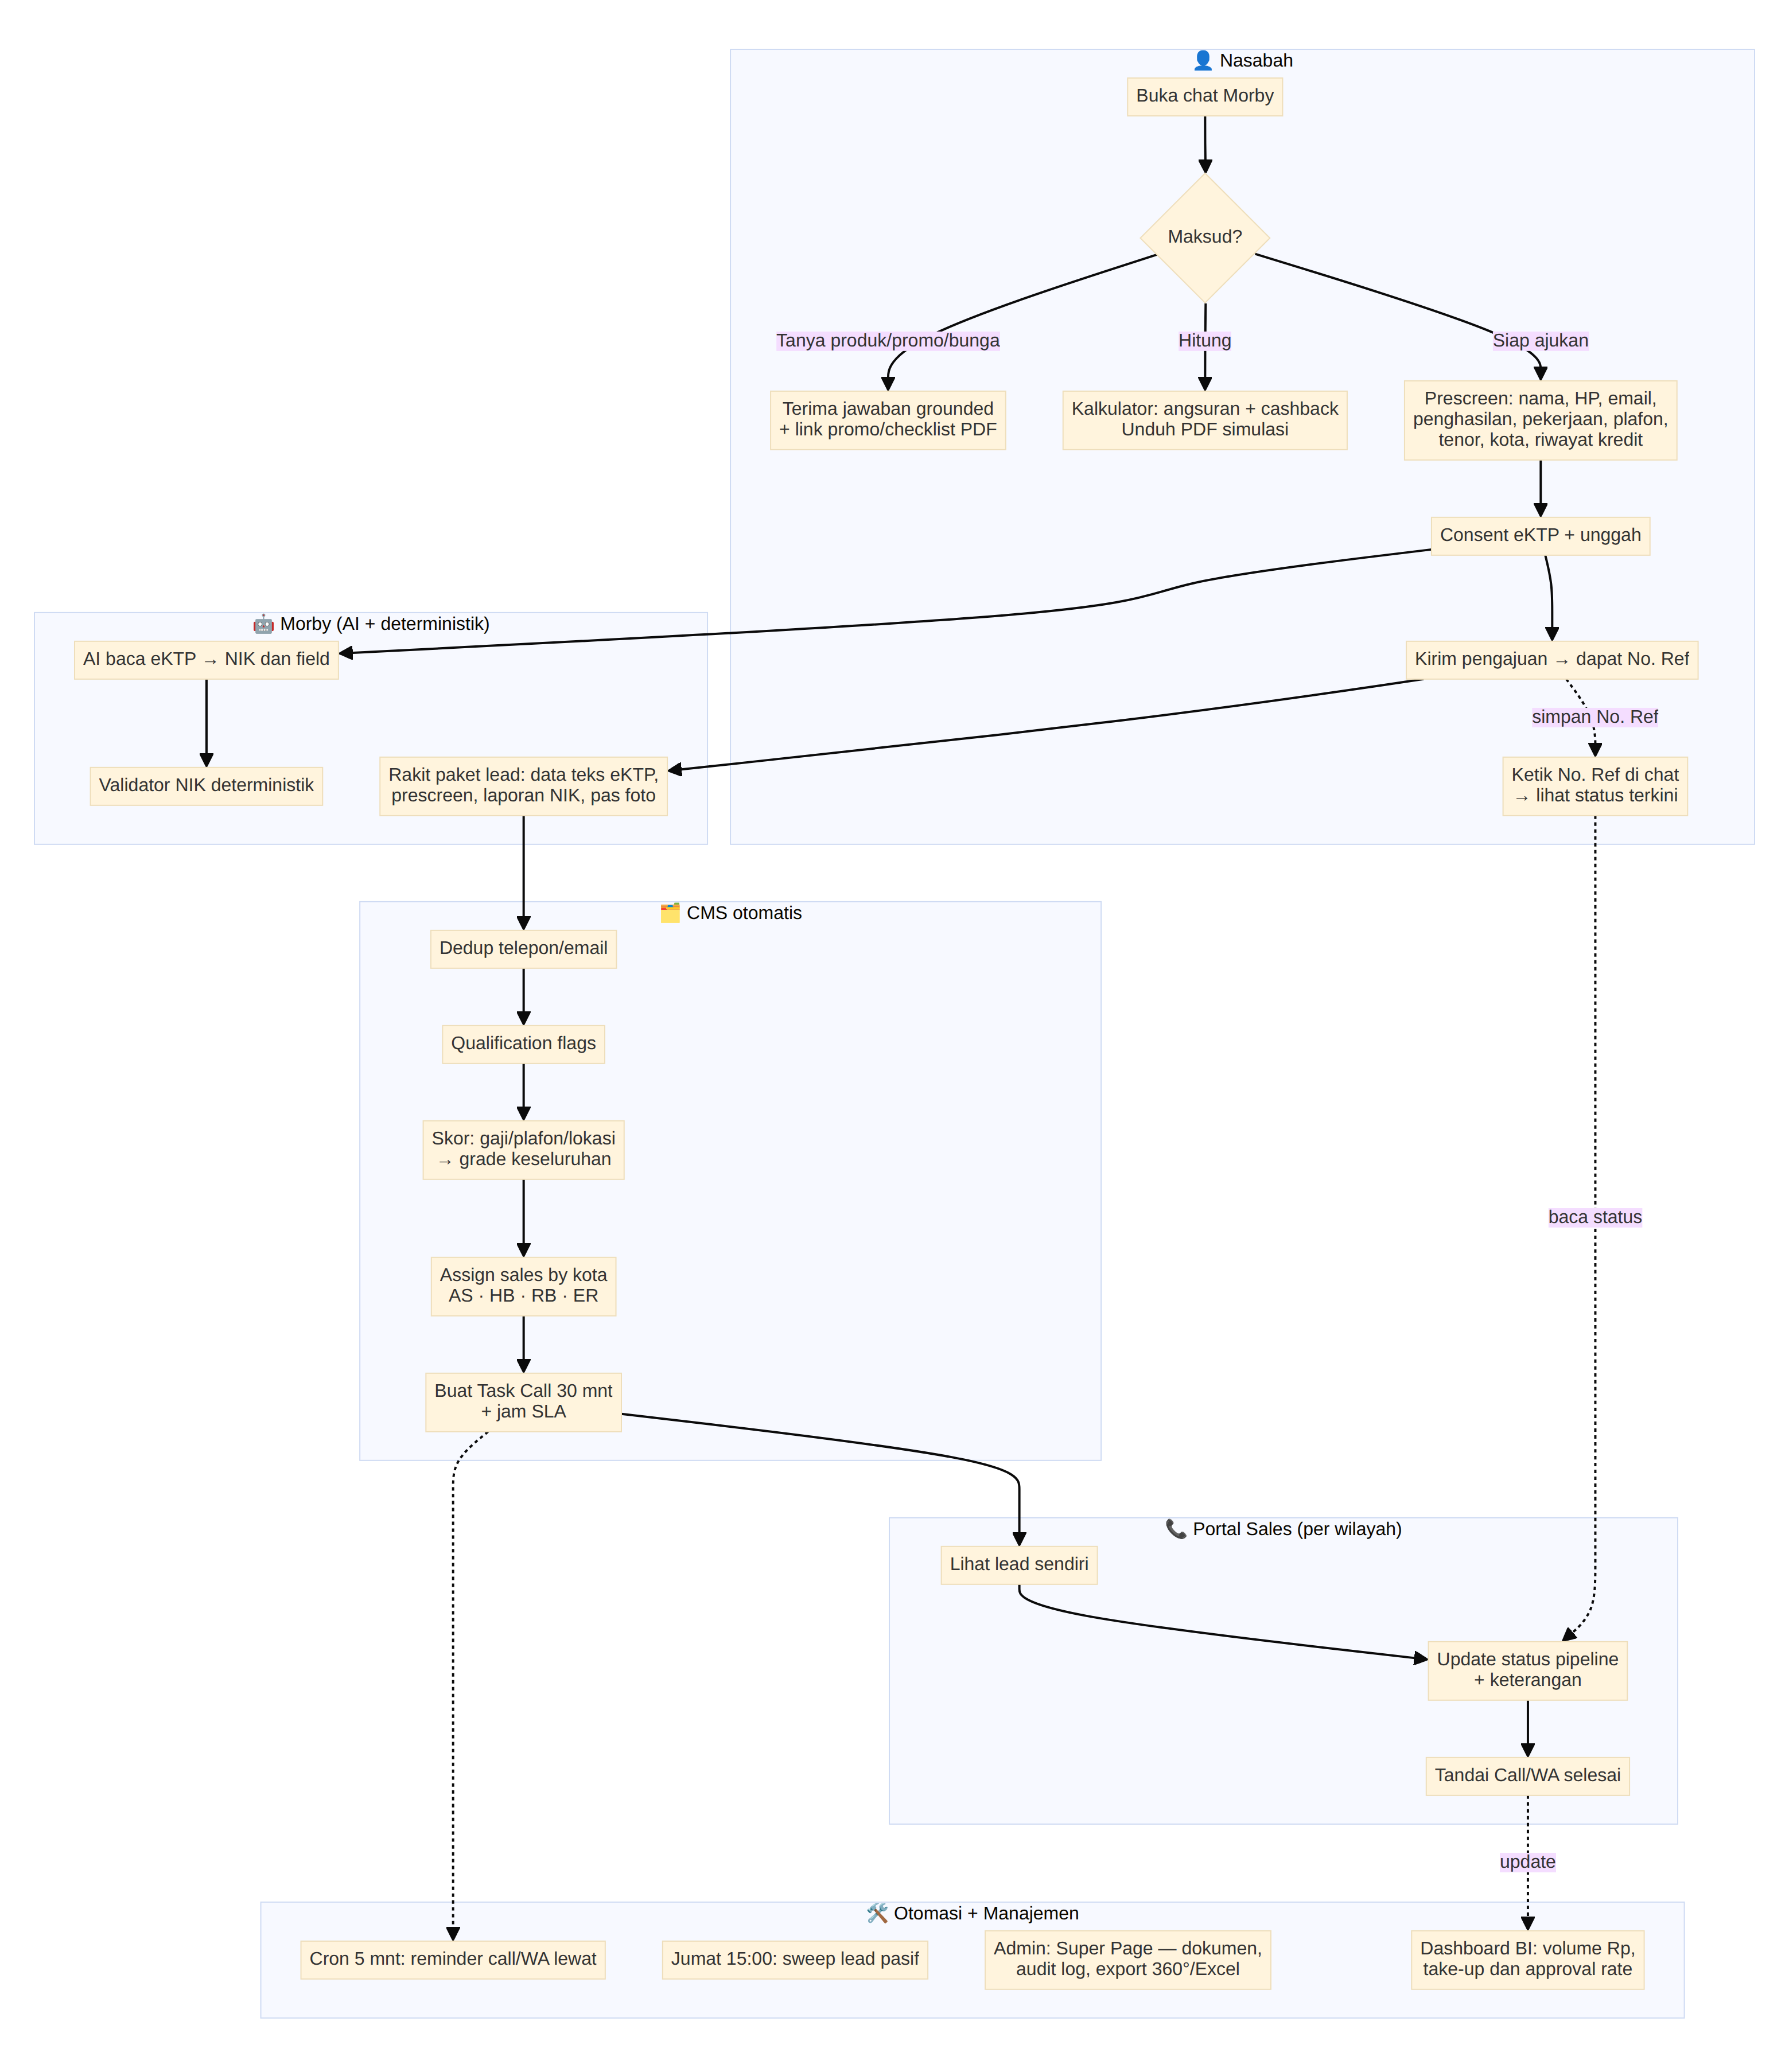 👤 Nasabah
Buka chat Morby
Maksud?
Tanya produk/promo/bunga
Hitung
Siap ajukan
Terima jawaban grounded
+ link promo/checklist PDF
Kalkulator: angsuran + cashback
Unduh PDF simulasi
Prescreen: nama, HP, email,
penghasilan, pekerjaan, plafon,
tenor, kota, riwayat kredit
Consent eKTP + unggah
Kirim pengajuan → dapat No. Ref
simpan No. Ref
Ketik No. Ref di chat
→ lihat status terkini
🤖 Morby (AI + deterministik)
AI baca eKTP → NIK dan field
Validator NIK deterministik
Rakit paket lead: data teks eKTP,
prescreen, laporan NIK, pas foto
🗂️ CMS otomatis
Dedup telepon/email
Qualification flags
Skor: gaji/plafon/lokasi
→ grade keseluruhan
Assign sales by kota
AS · HB · RB · ER
Buat Task Call 30 mnt
+ jam SLA
baca status
📞 Portal Sales (per wilayah)
Lihat lead sendiri
Update status pipeline
+ keterangan
Tandai Call/WA selesai
update
🛠️ Otomasi + Manajemen
Cron 5 mnt: reminder call/WA lewat
Jumat 15:00: sweep lead pasif
Admin: Super Page — dokumen,
audit log, export 360°/Excel
Dashboard BI: volume Rp,
take-up dan approval rate